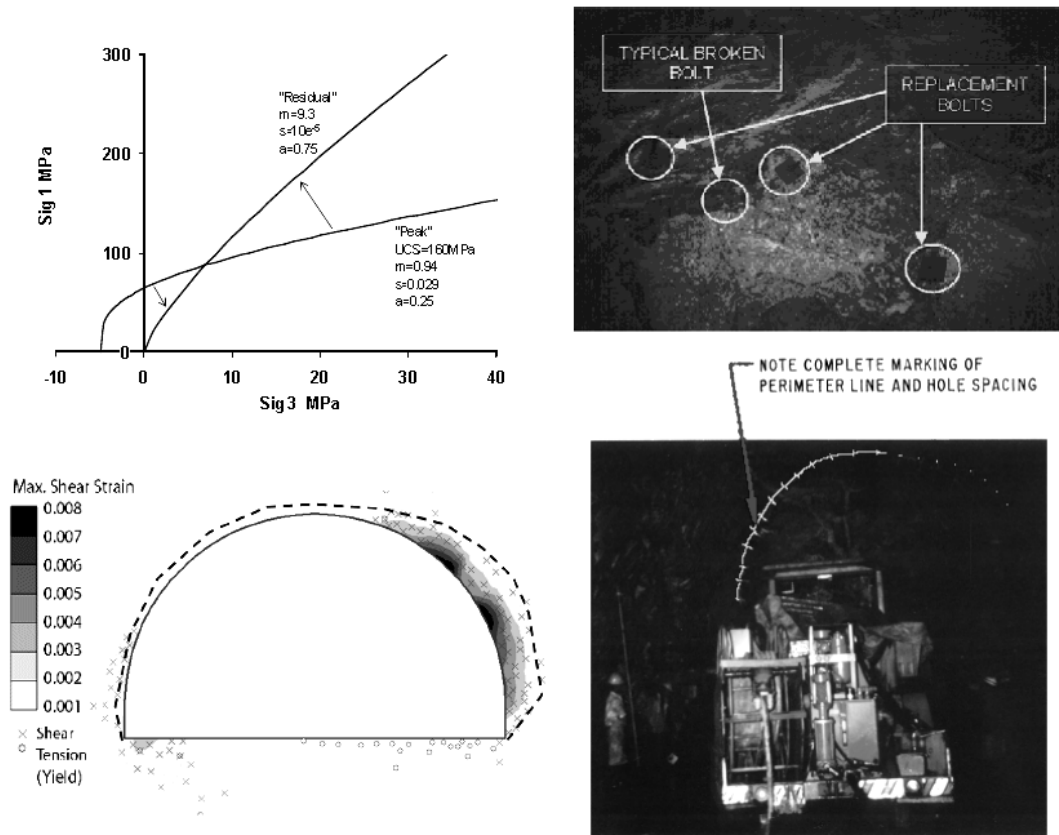 300
200
100
0
-10
0
10
20
30
40
Sig 1 MPa
Sig3 MPa
"Residual"
m=9.3
s=10e-5
a=0.75
"Peak"
UCS=160MPa
m=0.94
s=0.029
a=0.25
TYPICAL BROKEN
BOLT
REPLACEMENT
BOLTS
Max. Shear Strain
0.008
0.007
0.006
0.005
0.004
0.003
0.002
0.001
× Shear
o Tension
(Yield)
NOTE COMPLETE MARKING OF
PERIMETER LINE AND HOLE SPACING